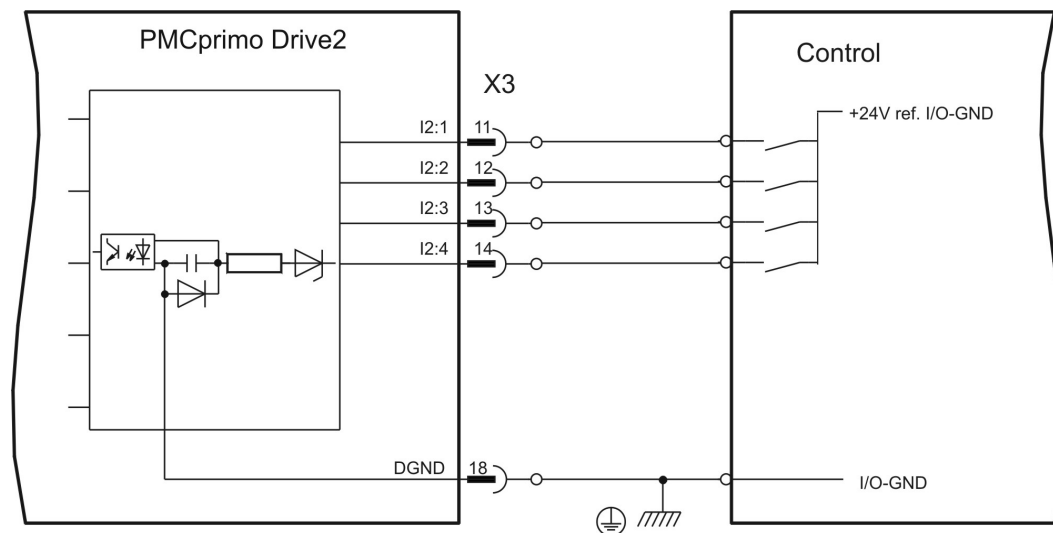 PMCprimo Drive2
Control
X3
+24V ref. I/O-GND
I2:1 11
I2:2 12
I2:3 13
I2:4 14
DGND 18
I/O-GND